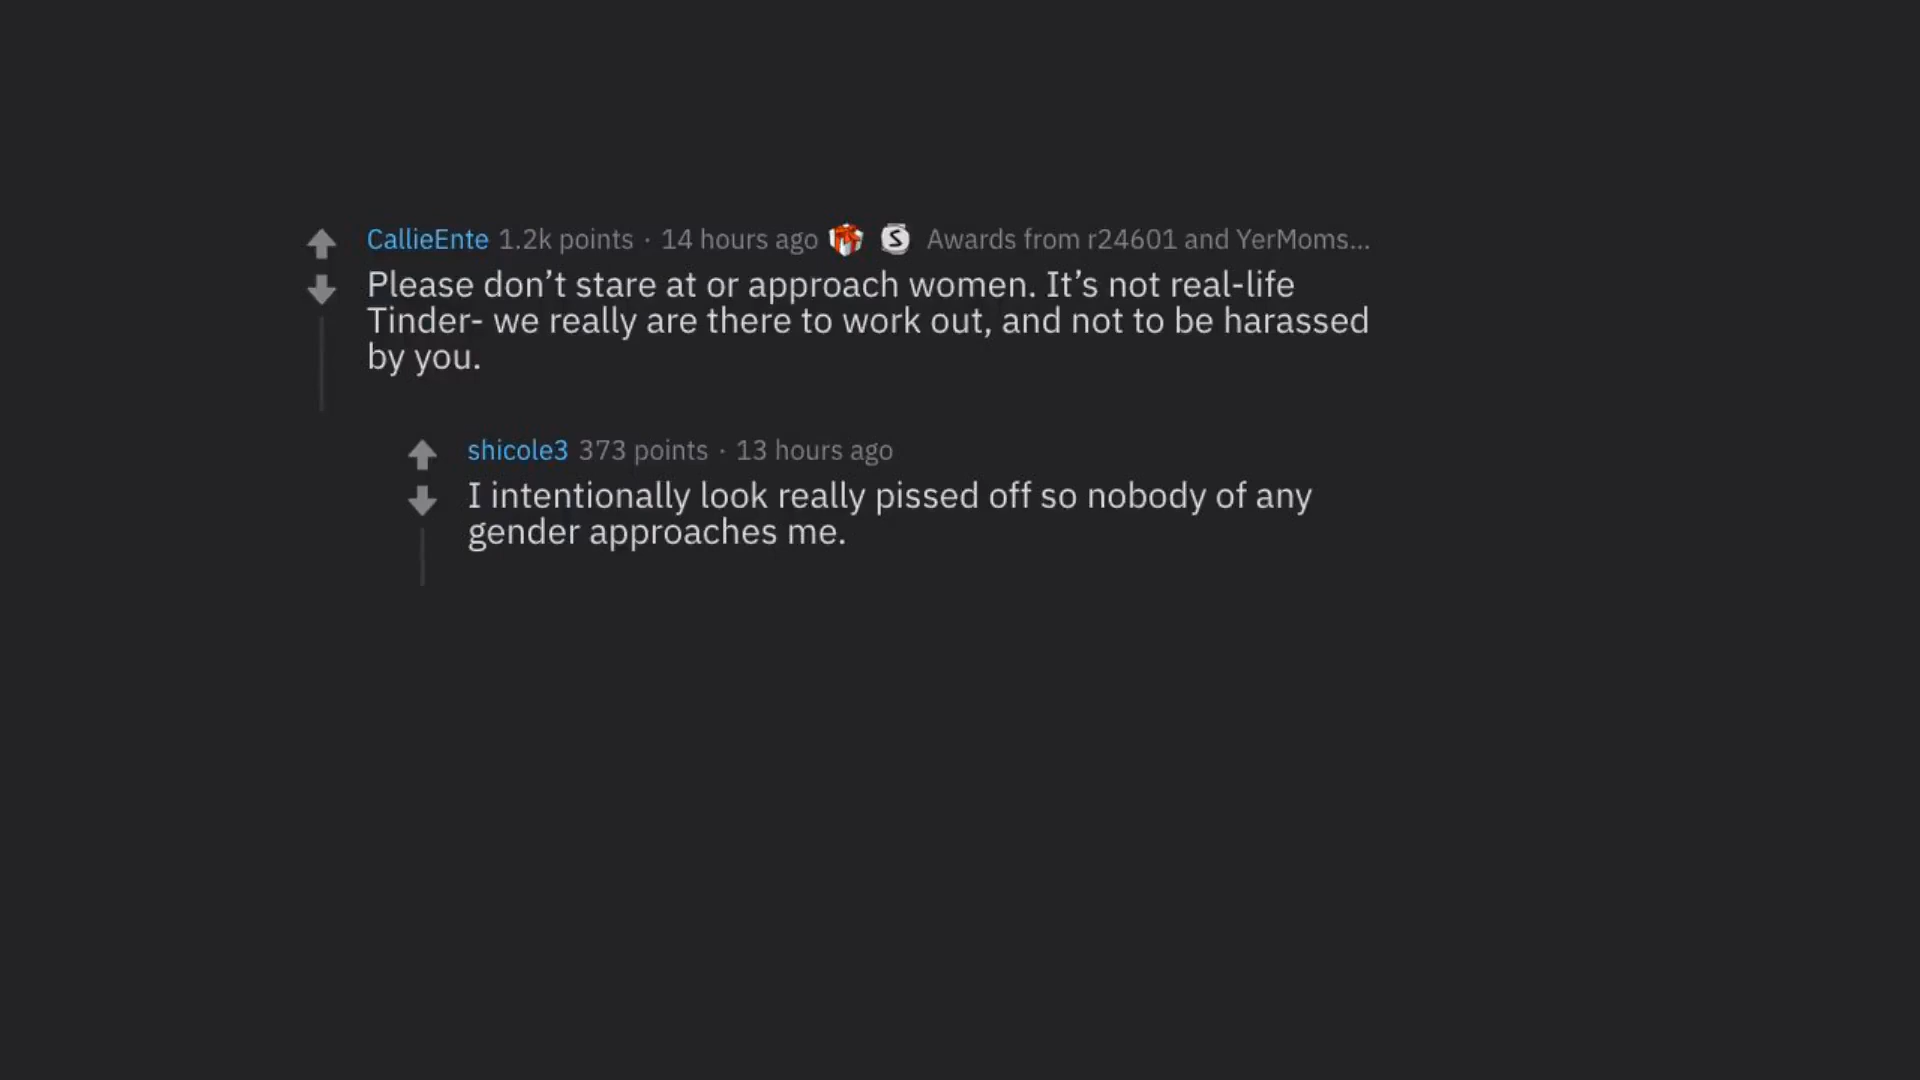 CallieEnte 1.2k points · 14 hours ago S Awards from r24601 and YerMoms...
Please don’t stare at or approach women. It’s not real-life
Tinder- we really are there to work out, and not to be harassed
by you.
shicole3 373 points · 13 hours ago
I intentionally look really pissed off so nobody of any
gender approaches me.